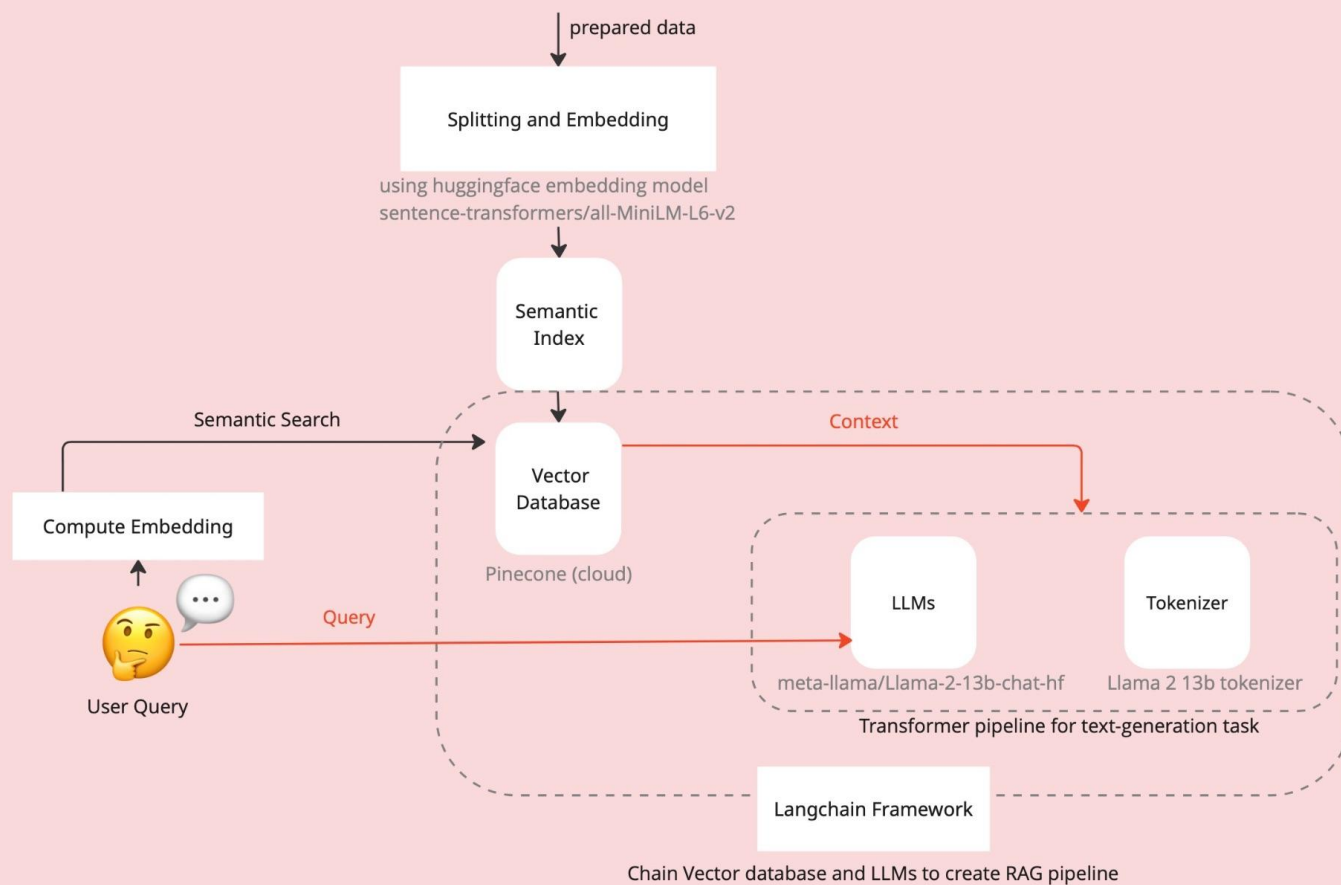 prepared data
Splitting and Embedding
using huggingface embedding model
sentence-transformers/all-MiniLM-L6-v2
Semantic
Index
Semantic Search
Context
Vector
Database
Compute Embedding
Pinecone (cloud)
LLMs
Tokenizer
Query
meta-llama/Llama-2-13b-chat-hf
Llama 2 13b tokenizer
User Query
Transformer pipeline for text-generation task
Langchain Framework
Chain Vector database and LLMs to create RAG pipeline